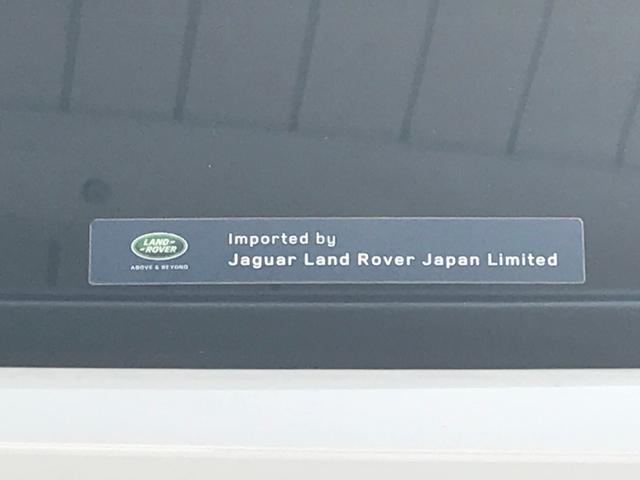 LAND-
-ROVER
ABOVE & BEYOND
Imported by
Jaguar Land Rover Japan Limited